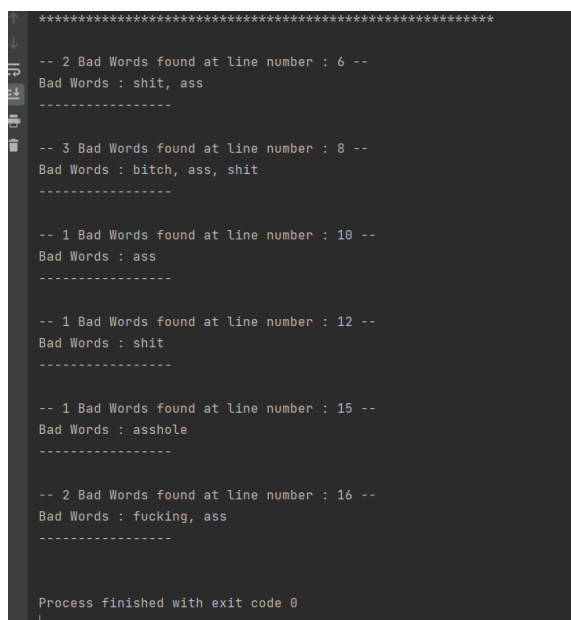 **********************************************************
-- 2 Bad Words found at line number : 6 --
Bad Words : shit, ass
-----------------
-- 3 Bad Words found at line number : 8 --
Bad Words : bitch, ass, shit
-----------------
-- 1 Bad Words found at line number : 10 --
Bad Words : ass
-----------------
-- 1 Bad Words found at line number : 12 --
Bad Words : shit
-----------------
-- 1 Bad Words found at line number : 15 --
Bad Words : asshole
-----------------
-- 2 Bad Words found at line number : 16 --
Bad Words : fucking, ass
-----------------
Process finished with exit code 0